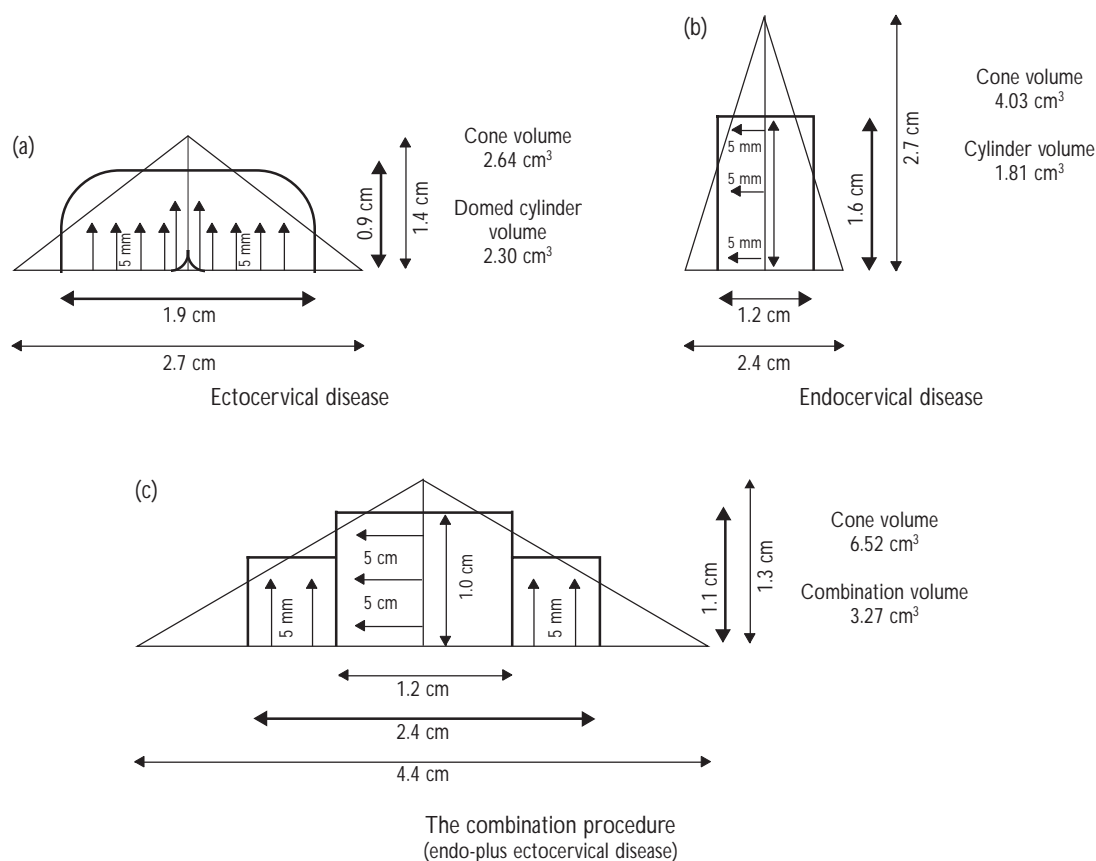 (a)
5 mm
5 mm
0.9 cm
1.4 cm
Cone volume
2.64 cm³
Domed cylinder
volume
2.30 cm³
1.9 cm
2.7 cm
Ectocervical disease
(b)
5 mm
5 mm
5 mm
1.6 cm
2.7 cm
Cone volume
4.03 cm³
Cylinder volume
1.81 cm³
1.2 cm
2.4 cm
Endocervical disease
(c)
5 mm
5 cm
5 cm
1.0 cm
5 mm
1.1 cm
1.3 cm
Cone volume
6.52 cm³
Combination volume
3.27 cm³
1.2 cm
2.4 cm
4.4 cm
The combination procedure
(endo-plus ectocervical disease)